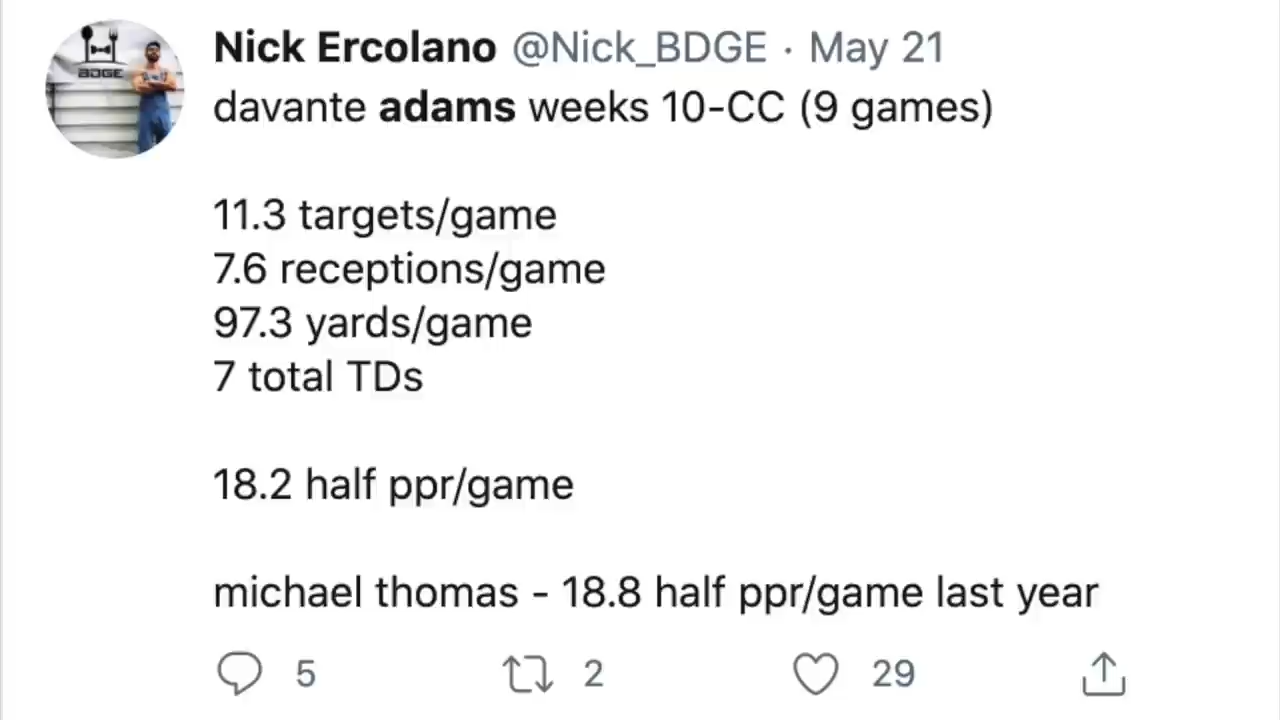 BDGE
Nick Ercolano @Nick_BDGE · May 21
davante adams weeks 10-CC (9 games)
11.3 targets/game
7.6 receptions/game
97.3 yards/game
7 total TDs
18.2 half ppr/game
michael thomas - 18.8 half ppr/game last year
5 2 29